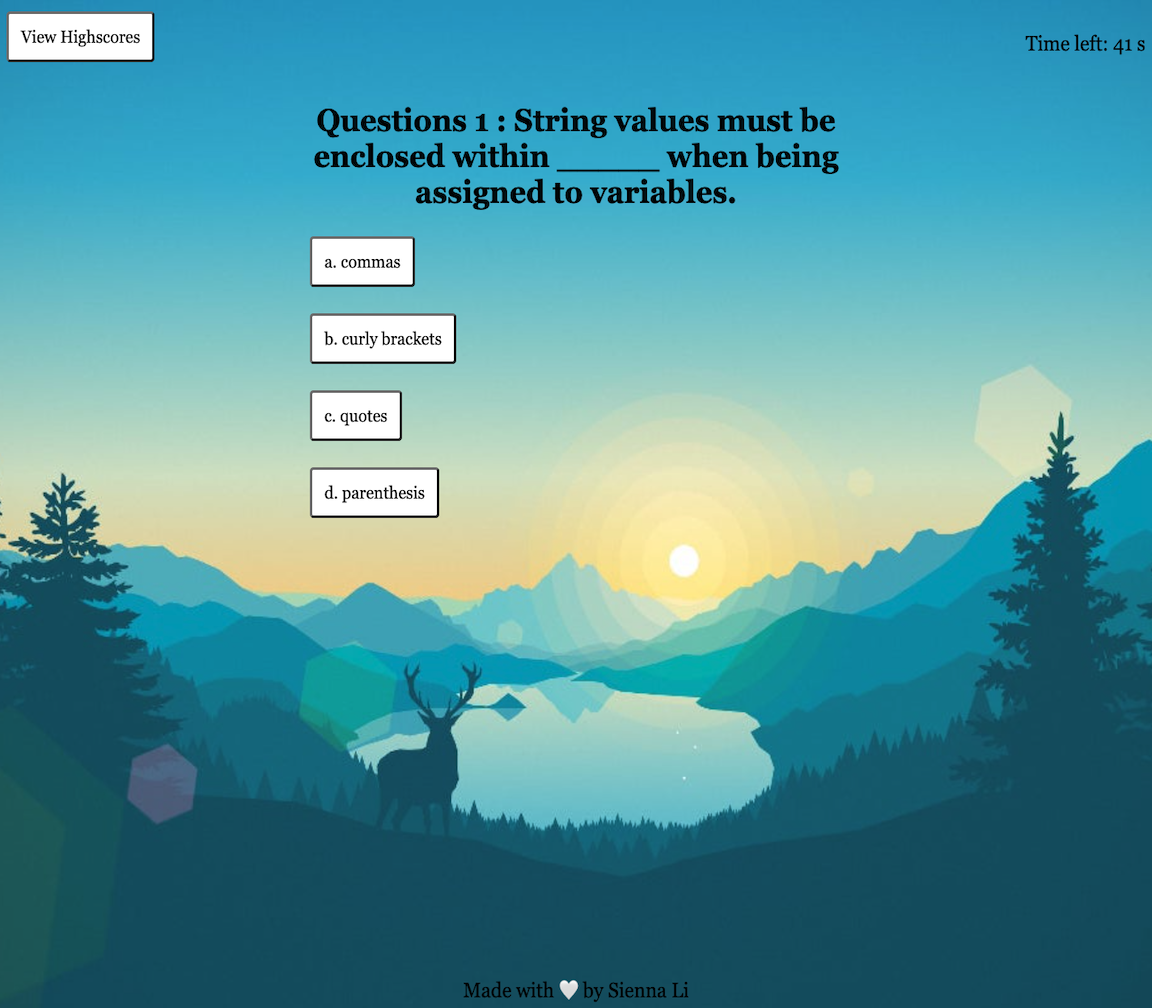 View Highscores
Time left: 41 s
Questions 1 : String values must be
enclosed within ______ when being
assigned to variables.
a. commas
b. curly brackets
c. quotes
d. parenthesis
Made with 🤍 by Sienna Li